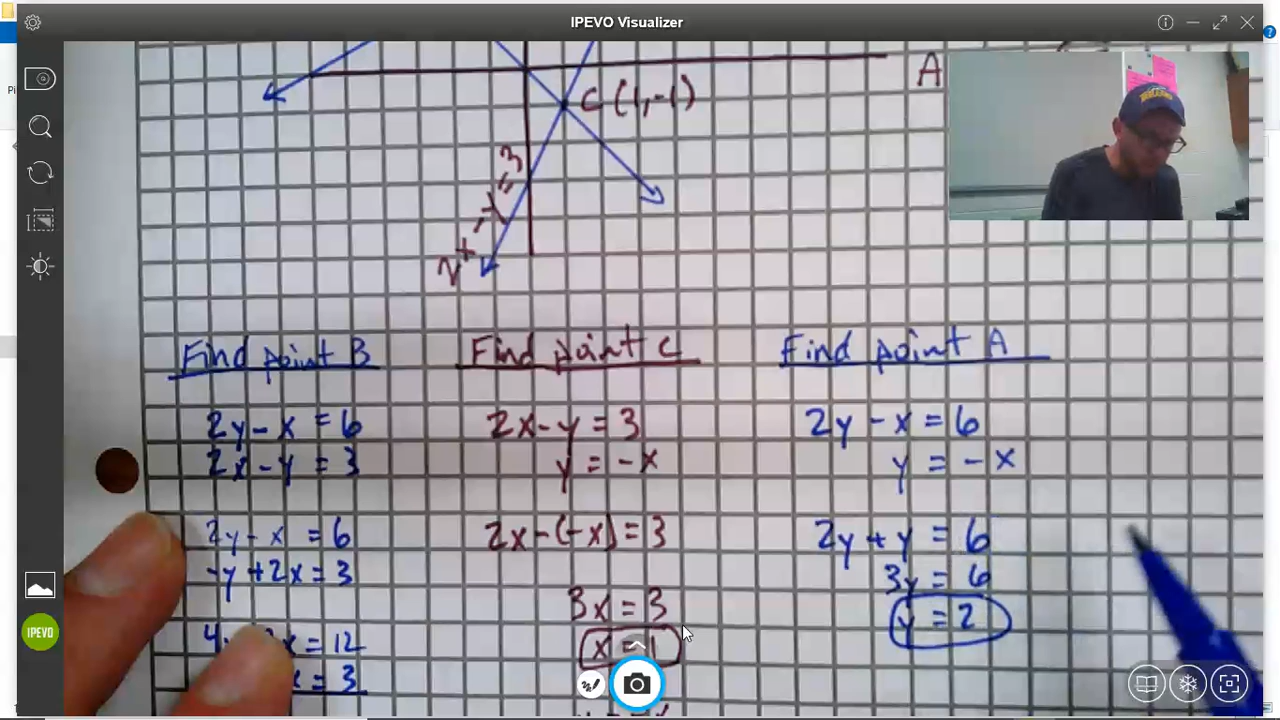 IPEVO Visualizer
A
C (1,-1)
2x - y = 3
Find point B
2y - x = 6
2x - y = 3
2y - x = 6
-y + 2x = 3
= 12
= 3
Find point C
2x - y = 3
y = -x
2x - (-x) = 3
3x = 3
x = 1
Find point A
2y - x = 6
y = -x
2y + y = 6
3y = 6
y = 2
IPEVO